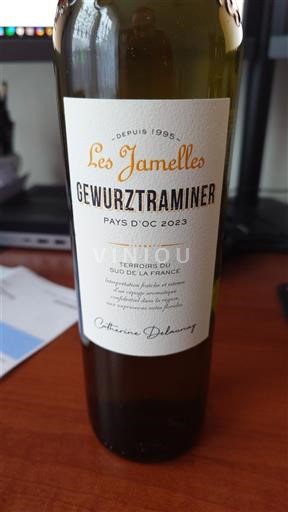 DEPUIS 1995
Les Jamelles
GEWURZTRAMINER
PAYS D'OC 2023
VINIOU
TERROIRS DU
SUD DE LA FRANCE
Interprétation fraîche et intense
d'un cépage aromatique
confidentiel dans la région,
aux expressions notes florales.
Catherine Delaunay